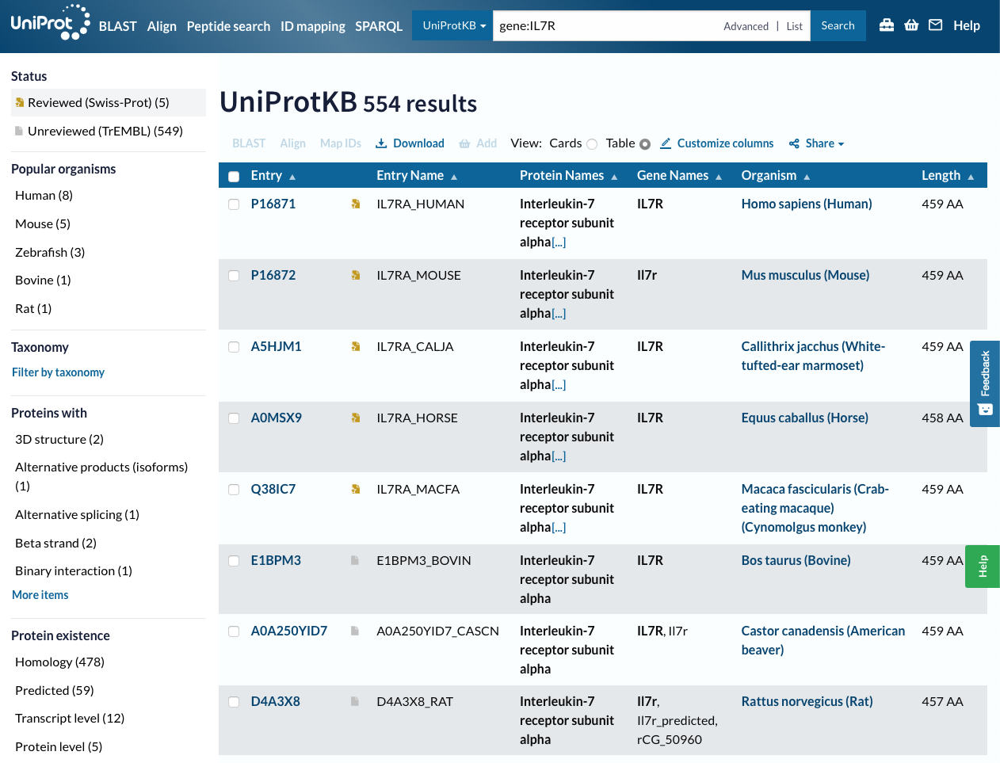 UniProt BLAST Align Peptide search ID mapping SPARQL UniProtKB gene:IL7R Advanced | List Search Help
Status
Reviewed (Swiss-Prot) (5)
Unreviewed (TrEMBL) (549)
Popular organisms
Human (8)
Mouse (5)
Zebrafish (3)
Bovine (1)
Rat (1)
Taxonomy
Filter by taxonomy
Proteins with
3D structure (2)
Alternative products (isoforms)
(1)
Alternative splicing (1)
Beta strand (2)
Binary interaction (1)
More items
Protein existence
Homology (478)
Predicted (59)
Transcript level (12)
Protein level (5)
UniProtKB 554 results
BLAST Align Map IDs Download Add View: Cards Table Customize columns Share
Entry Entry Name Protein Names Gene Names Organism Length
P16871 IL7RA_HUMAN Interleukin-7 IL7R Homo sapiens (Human) 459 AA
receptor subunit
alpha[...]
P16872 IL7RA_MOUSE Interleukin-7 Il7r Mus musculus (Mouse) 459 AA
receptor subunit
alpha[...]
A5HJM1 IL7RA_CALJA Interleukin-7 IL7R Callithrix jacchus (White- 459 AA
receptor subunit tufted-ear marmoset)
alpha[...]
A0MSX9 IL7RA_HORSE Interleukin-7 IL7R Equus caballus (Horse) 458 AA
receptor subunit
alpha[...]
Q38IC7 IL7RA_MACFA Interleukin-7 IL7R Macaca fascicularis (Crab- 459 AA
receptor subunit eating macaque)
alpha[...] (Cynomolgus monkey)
E1BPM3 E1BPM3_BOVIN Interleukin-7 IL7R Bos taurus (Bovine) 459 AA
receptor subunit
alpha
A0A250YID7 A0A250YID7_CASCN Interleukin-7 IL7R, Il7r Castor canadensis (American 459 AA
receptor subunit beaver)
alpha
D4A3X8 D4A3X8_RAT Interleukin-7 Il7r, Rattus norvegicus (Rat) 457 AA
receptor subunit Il7r_predicted,
alpha rCG_50960
Feedback
Help